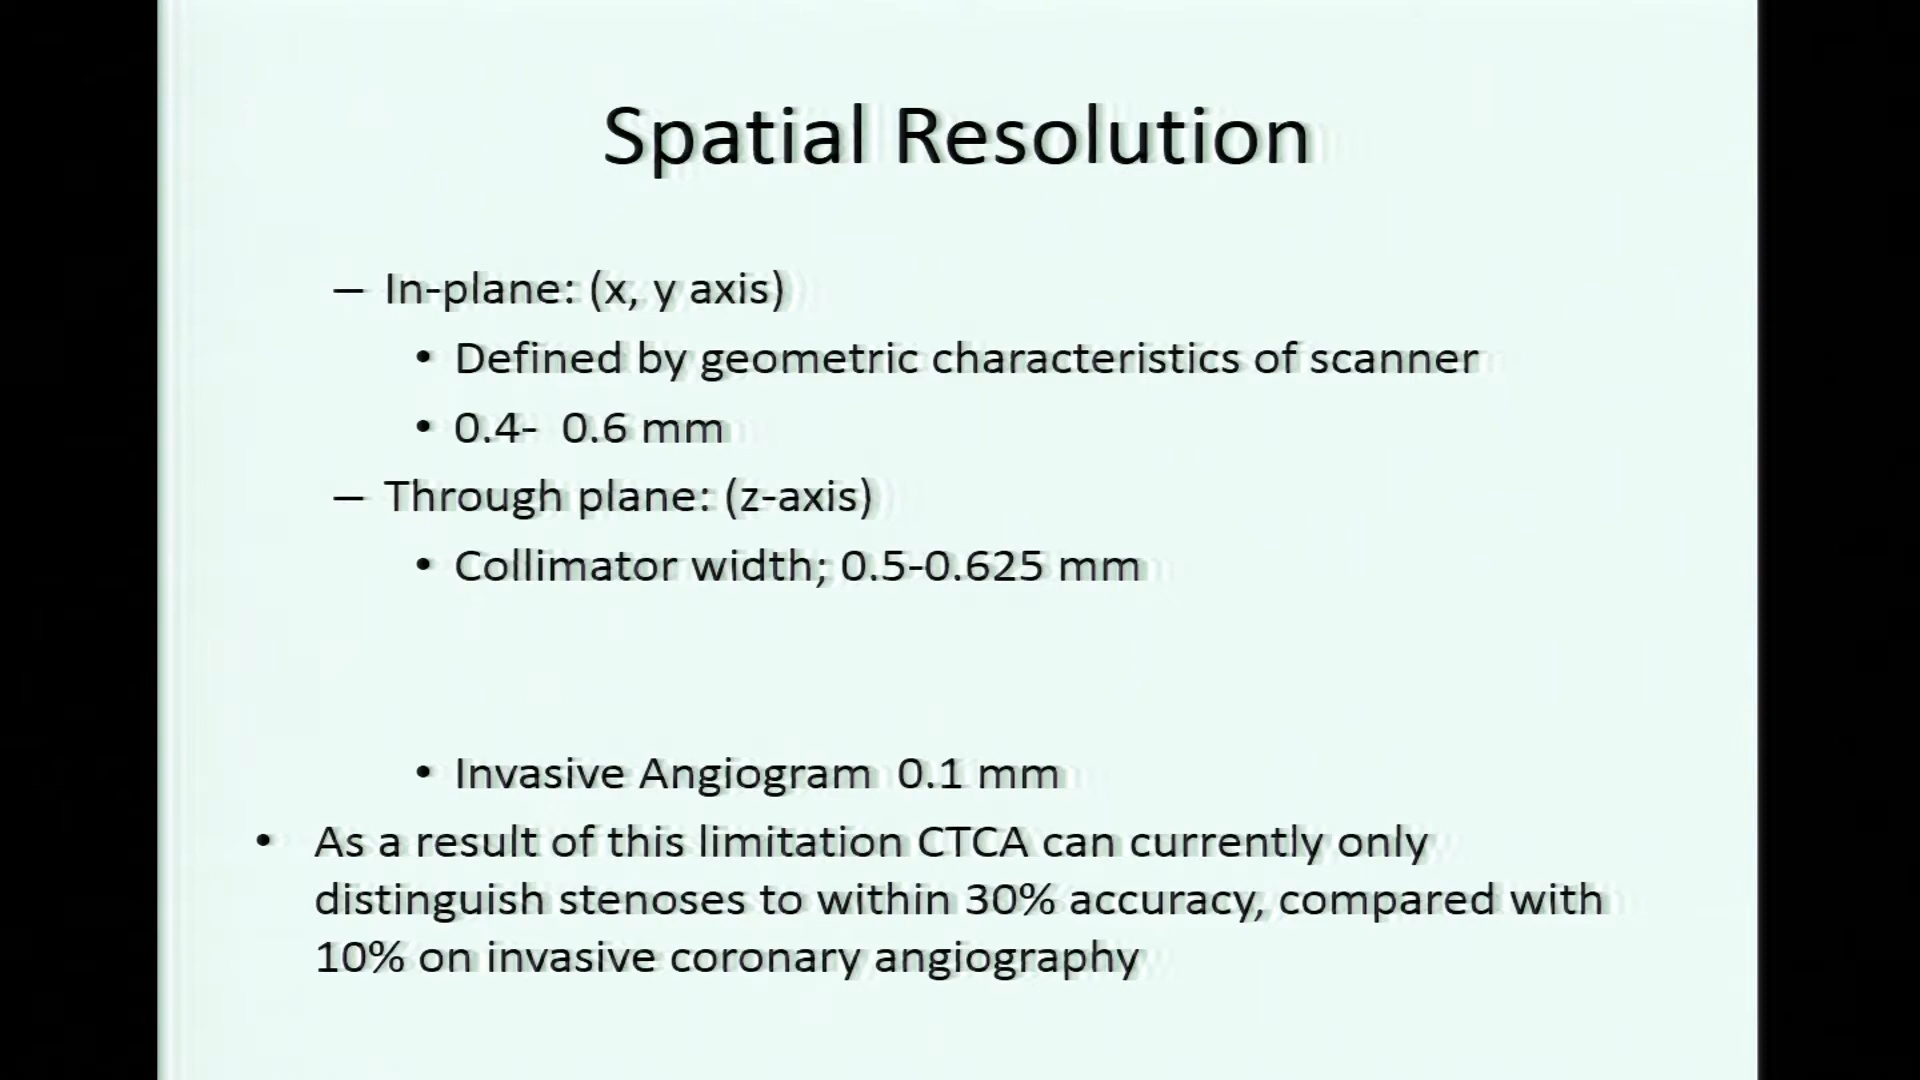 Spatial Resolution
– In-plane: (x, y axis)
• Defined by geometric characteristics of scanner
• 0.4-  0.6 mm
– Through plane: (z-axis)
• Collimator width; 0.5-0.625 mm
• Invasive Angiogram  0.1 mm
• As a result of this limitation CTCA can currently only
distinguish stenoses to within 30% accuracy, compared with
10% on invasive coronary angiography